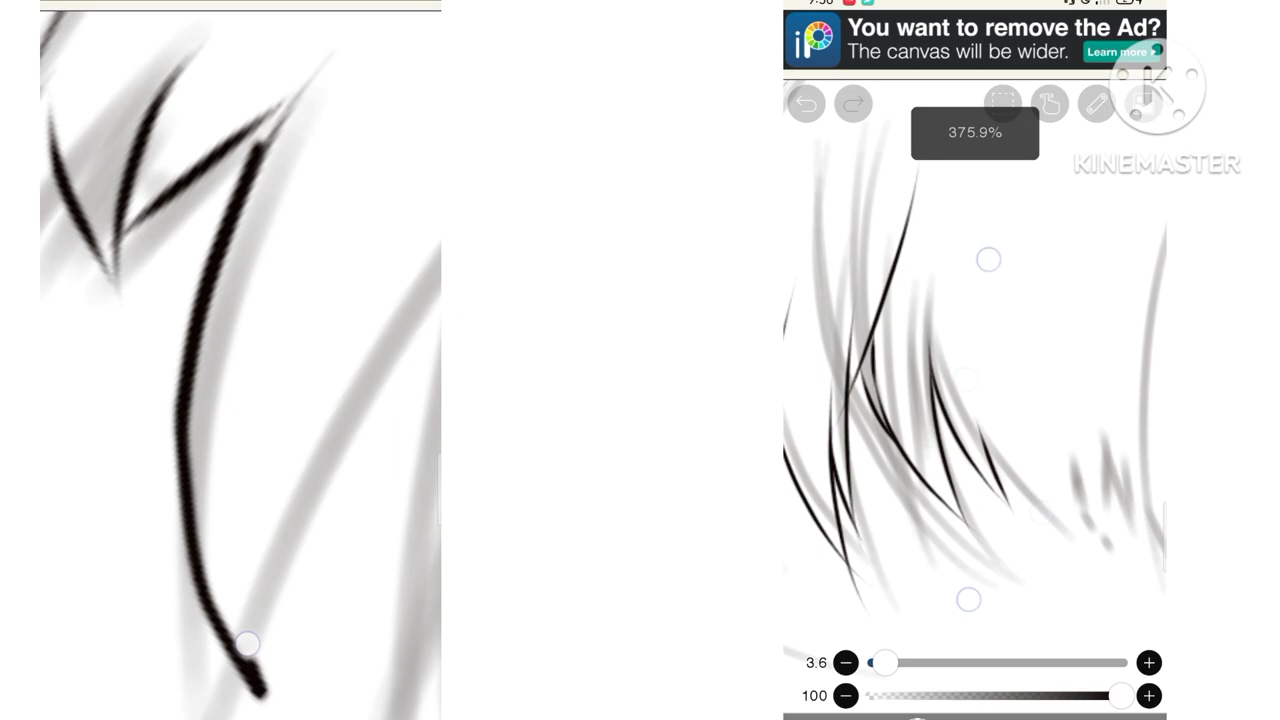 You want to remove the Ad?
The canvas will be wider.
Learn more
375.9%
KINEMASTER
3.6
100